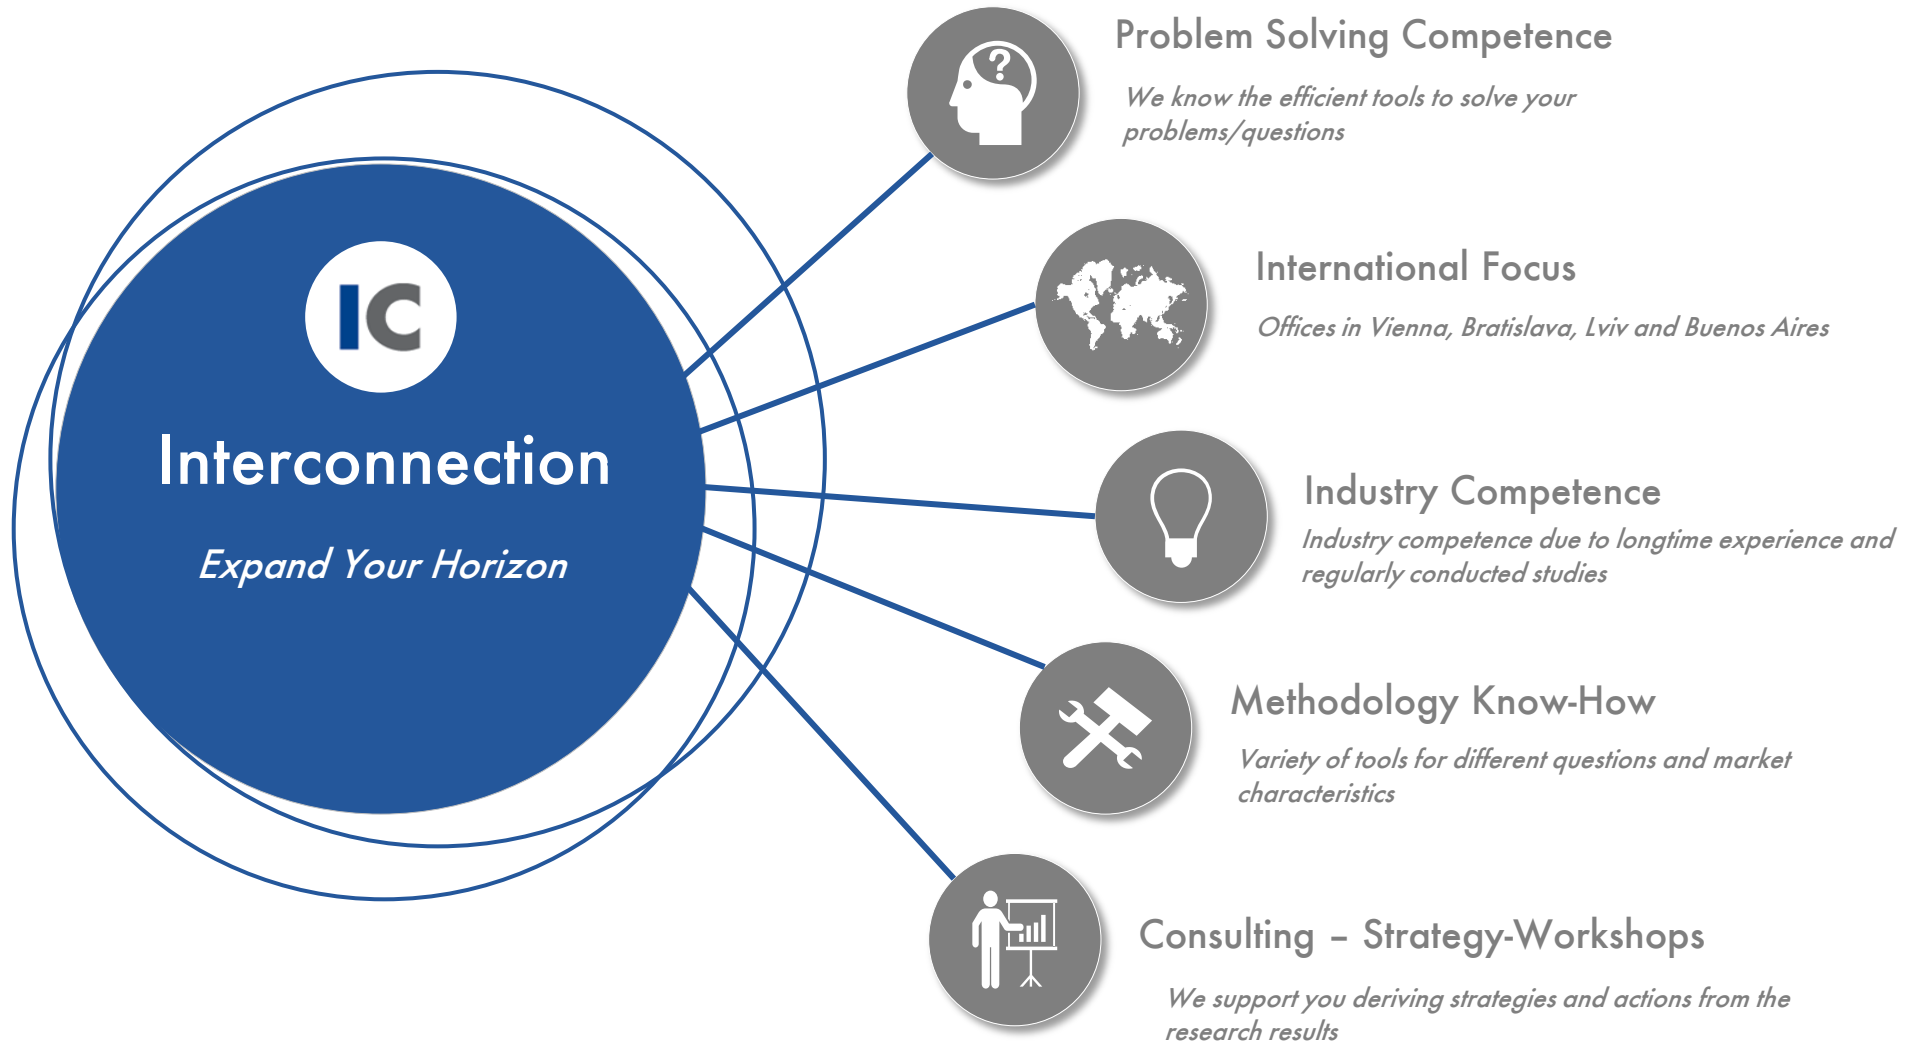 IC
Interconnection
Expand Your Horizon
?
Problem Solving Competence
We know the efficient tools to solve your
problems/questions
International Focus
Offices in Vienna, Bratislava, Lviv and Buenos Aires
Industry Competence
Industry competence due to longtime experience and
regularly conducted studies
Methodology Know-How
Variety of tools for different questions and market
characteristics
Consulting – Strategy-Workshops
We support you deriving strategies and actions from the
research results